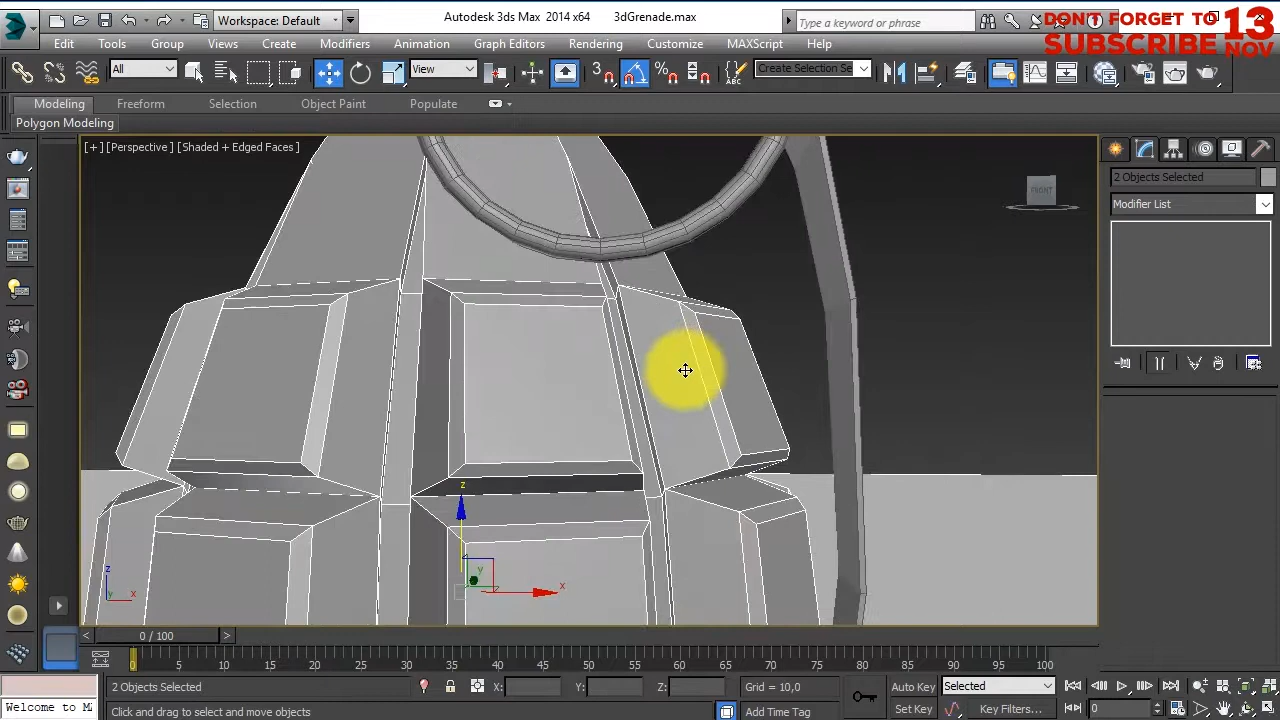 Workspace: Default
Autodesk 3ds Max 2014 x64 3dGrenade.max
Type a keyword or phrase
DON'T FORGET TO 13
SUBSCRIBE NOV
Edit Tools Group Views Create Modifiers Animation Graph Editors Rendering Customize MAXScript Help
All View 3 Create Selection Se
Modeling Freeform Selection Object Paint Populate
Polygon Modeling
[+] [Perspective] [Shaded + Edged Faces]
FRONT
2 Objects Selected
Modifier List
z
y
x
z
y x
< 0 / 100 >
0 5 10 15 20 25 30 35 40 45 50 55 60 65 70 75 80 85 90 95 100
2 Objects Selected X: Y: Z: Grid = 10,0 Auto Key Selected
Welcome to M Click and drag to select and move objects Add Time Tag Set Key Key Filters... 0